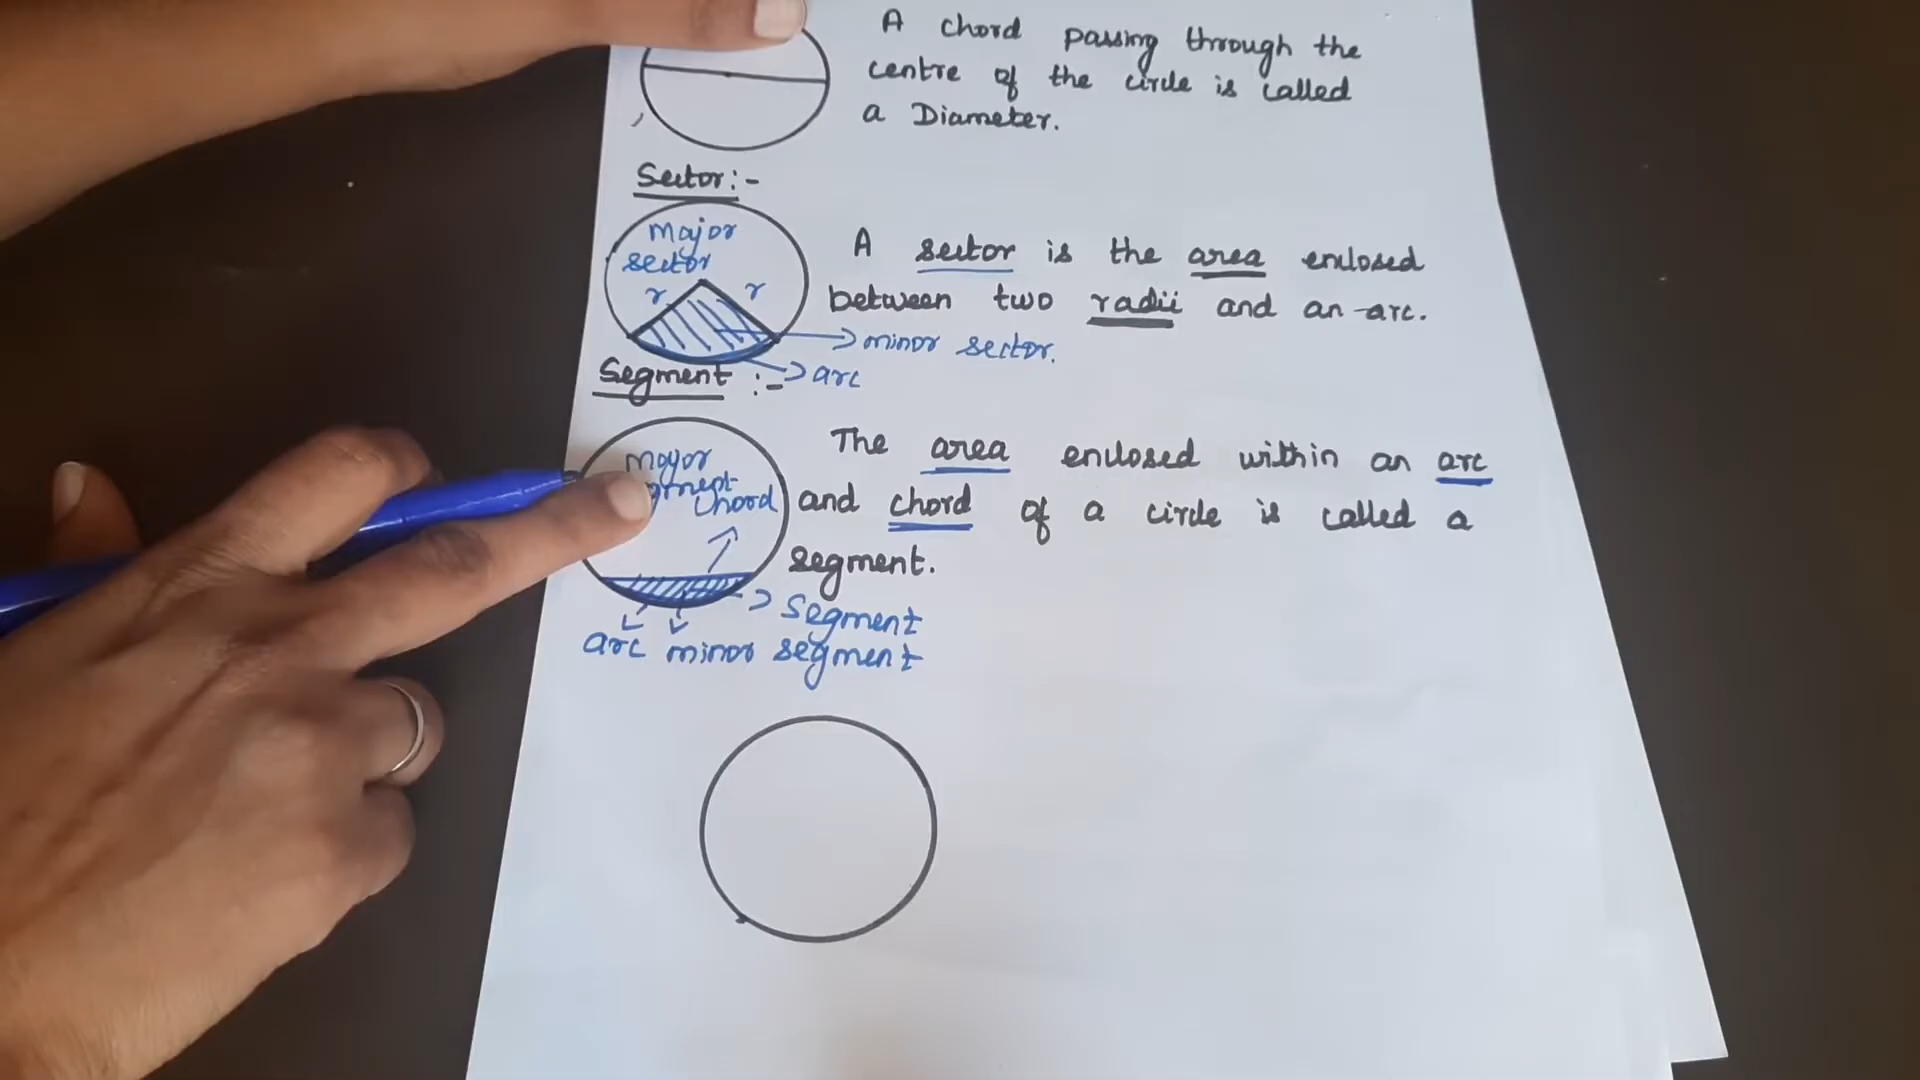 A chord passing through the
centre of the circle is called
a Diameter.
Sector:-
Major
sector
r r
A sector is the area enclosed
between two radii and an arc.
minor sector.
arc
Segment :-
Major
chord
The area enclosed within an arc
and chord of a circle is called a
segment.
segment
arc minor segment